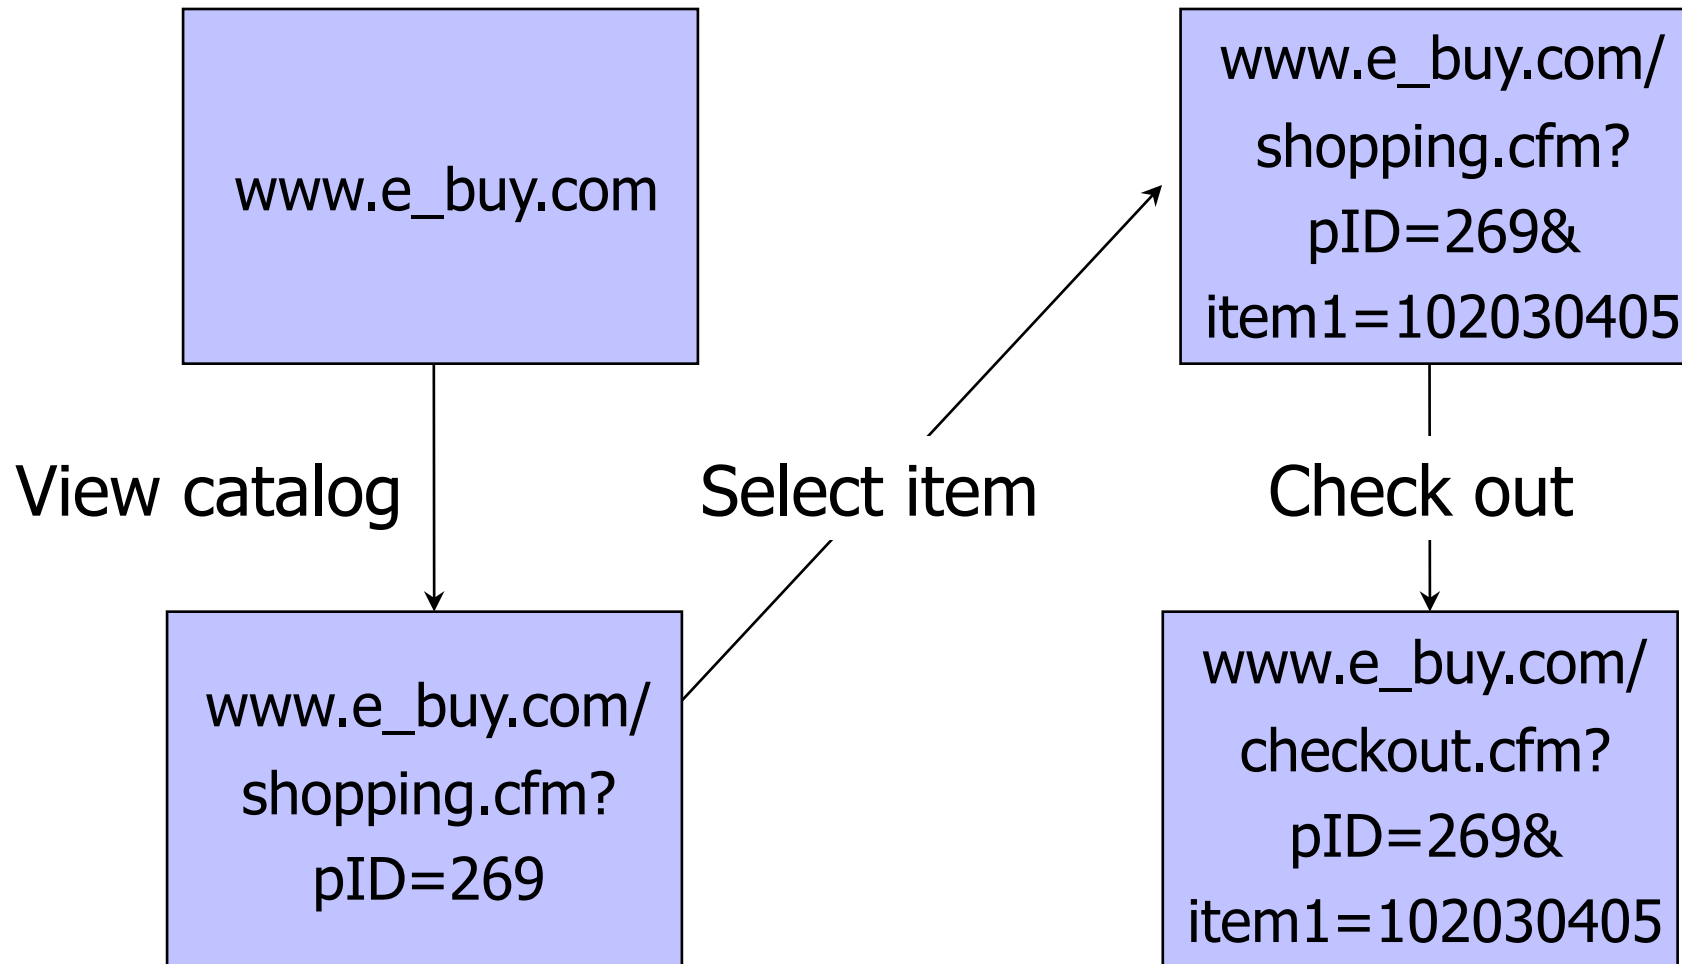 www.e_buy.com
View catalog
www.e_buy.com/
shopping.cfm?
pID=269
Select item
www.e_buy.com/
shopping.cfm?
pID=269&
item1=102030405
Check out
www.e_buy.com/
checkout.cfm?
pID=269&
item1=102030405